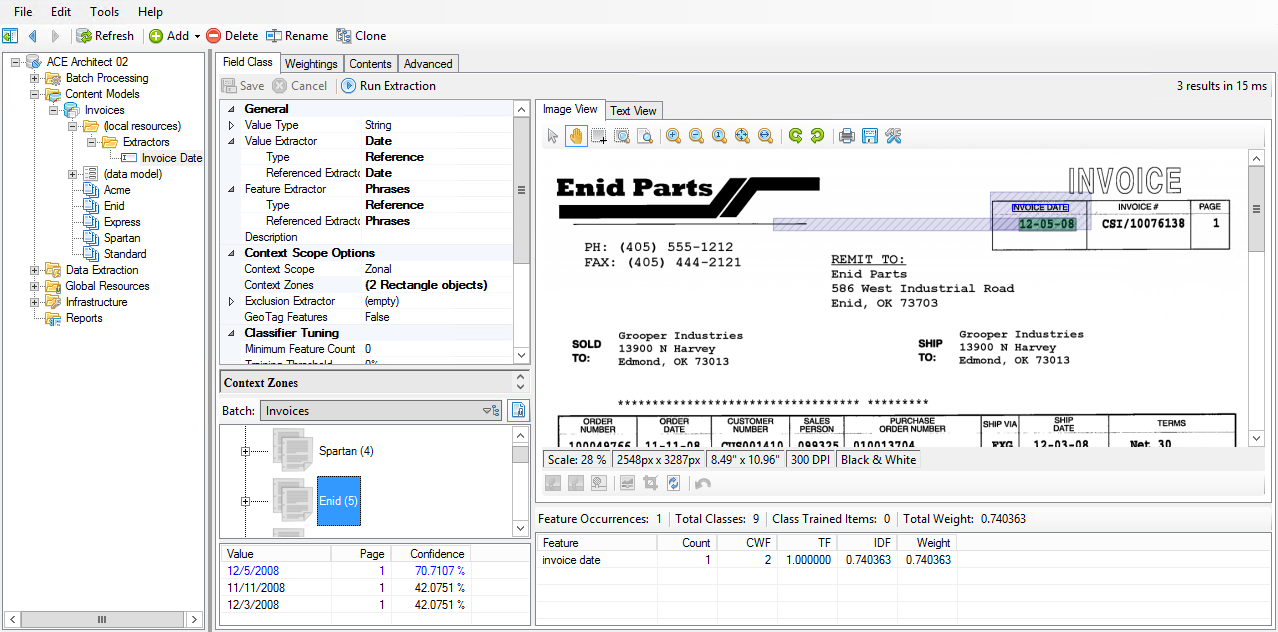 File Edit Tools Help
Refresh Add Delete Rename Clone
ACE Architect 02
Batch Processing
Content Models
Invoices
(local resources)
Extractors
Invoice Date
(data model)
Acme
Enid
Express
Spartan
Standard
Data Extraction
Global Resources
Infrastructure
Reports
Field Class Weightings Contents Advanced
Save Cancel Run Extraction 3 results in 15 ms
General
Value Type String
Value Extractor Date
Type Reference
Referenced Extractc Date
Feature Extractor Phrases
Type Reference
Referenced Extractc Phrases
Description
Context Scope Options
Context Scope Zonal
Context Zones (2 Rectangle objects)
Exclusion Extractor (empty)
GeoTag Features False
Classifier Tuning
Minimum Feature Count 0
Training Threshold 0%
Context Zones
Batch: Invoices
Spartan (4)
Enid (5)
Value Page Confidence
12/5/2008 1 70.7107 %
11/11/2008 1 42.0751 %
12/3/2008 1 42.0751 %
Image View Text View
Enid Parts
INVOICE
INVOICE DATE INVOICE # PAGE
12-05-08 CSI/10076138 1
PH: (405) 555-1212
FAX: (405) 444-2121
REMIT TO:
Enid Parts
586 West Industrial Road
Enid, OK 73703
SOLD TO:
Grooper Industries
13900 N Harvey
Edmond, OK 73013
SHIP TO:
Grooper Industries
13900 N Harvey
Edmond, OK 73013
********************************** *********
ORDER NUMBER ORDER DATE CUSTOMER NUMBER SALES PERSON PURCHASE ORDER NUMBER SHIP VIA SHIP DATE TERMS
100049766 11-11-08 CUS001410 099325 010013704 FXG 12-03-08 Net 30
Scale: 28 % 2548px x 3287px 8.49" x 10.96" 300 DPI Black & White
Feature Occurrences: 1 Total Classes: 9 Class Trained Items: 0 Total Weight: 0.740363
Feature Count CWF TF IDF Weight
invoice date 1 2 1.000000 0.740363 0.740363